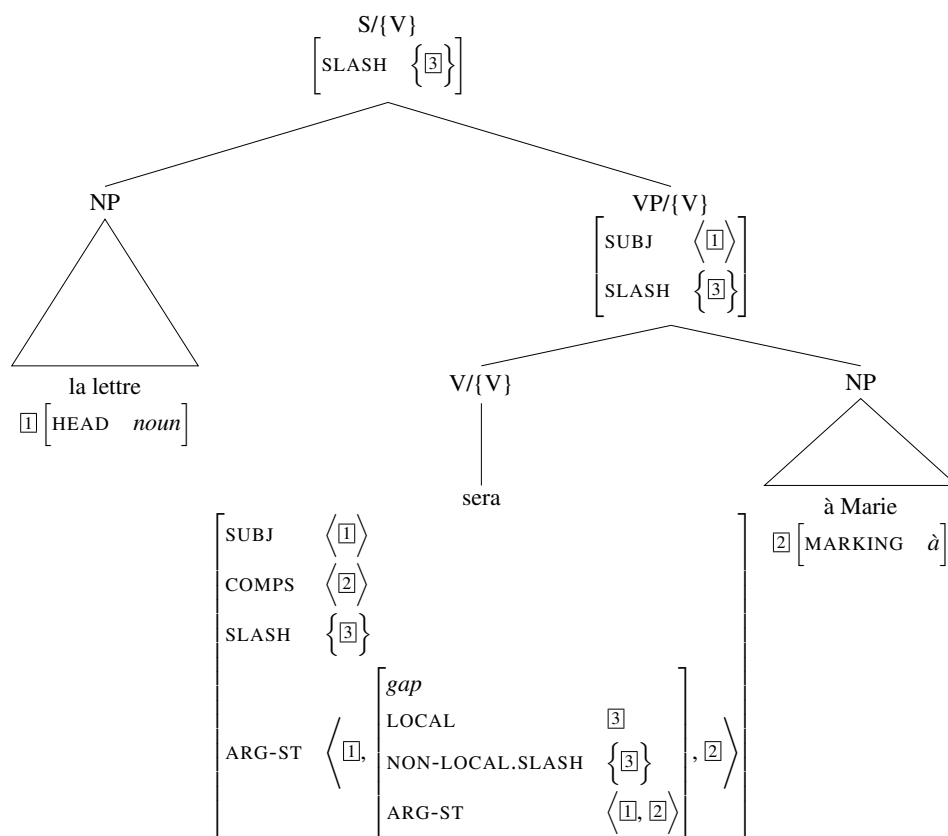 S/{V}
[SLASH {3}]
NP VP/{V}
[SUBJ ⟨1⟩
SLASH {3}]
la lettre V/{V} NP
1 [HEAD noun]
sera à Marie
2 [MARKING à]
[SUBJ ⟨1⟩
COMPS ⟨2⟩
SLASH {3}
ARG-ST ⟨1, [gap
LOCAL 3
NON-LOCAL.SLASH {3}
ARG-ST ⟨1, 2⟩], 2⟩]